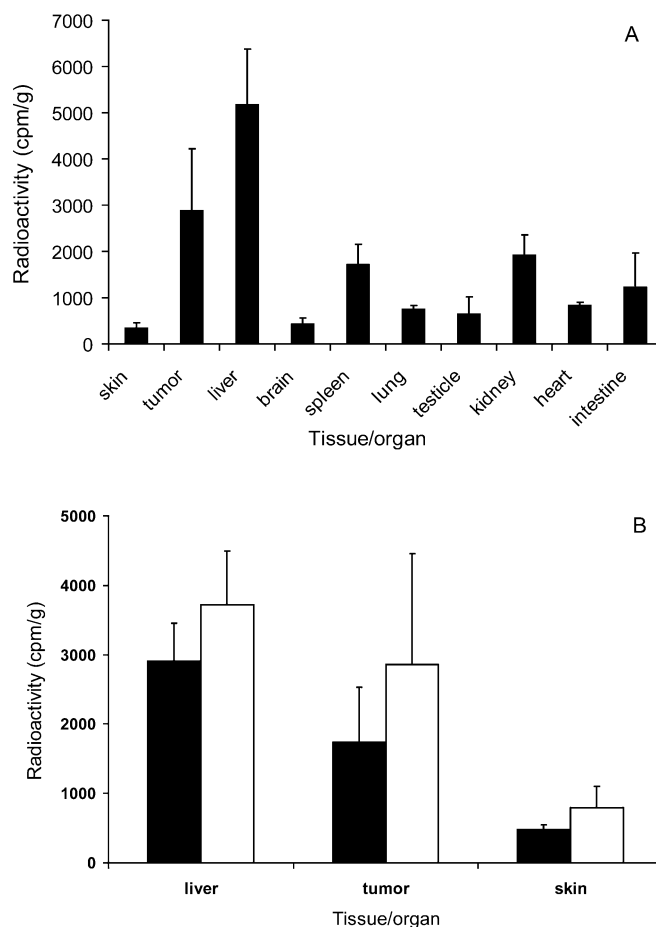 A
Radioactivity (cpm/g)
7000
6000
5000
4000
3000
2000
1000
0
skin
tumor
liver
brain
spleen
lung
testicle
kidney
heart
intestine
Tissue/organ
B
Radioactivity (cpm/g)
5000
4000
3000
2000
1000
0
liver
tumor
skin
Tissue/organ